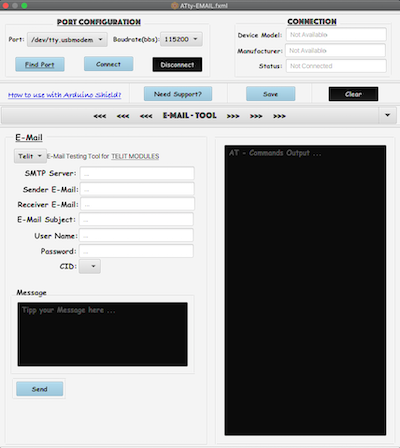 ATty-EMAIL.fxml
PORT CONFIGURATION
Port: /dev/tty.usbmodem Baudrate(bbs): 115200
Find Port Connect Disconnect
CONNECTION
Device Model: Not Available
Manufacturer: Not Available
Status: Not Connected
How to use with Arduino Shield? Need Support? Save Clear
<<< <<< <<< E-MAIL - TOOL >>> >>> >>>
E-Mail
Telit E-Mail Testing Tool for TELIT MODULES
SMTP Server: ...
Sender E-Mail: ...
Receiver E-Mail: ...
E-Mail Subject: ...
User Name: ...
Password: ...
CID:
Message
Tipp your Message here ...
Send
AT - Commands Output ...